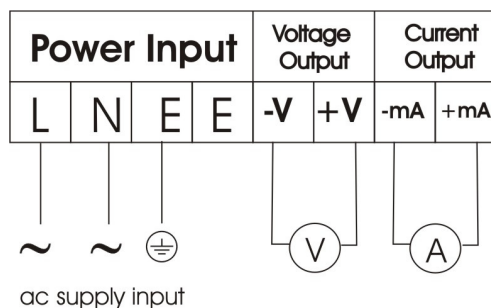 Power Input
Voltage
Output
Current
Output
L N E E -V +V -mA +mA
~ ~
V A
ac supply input